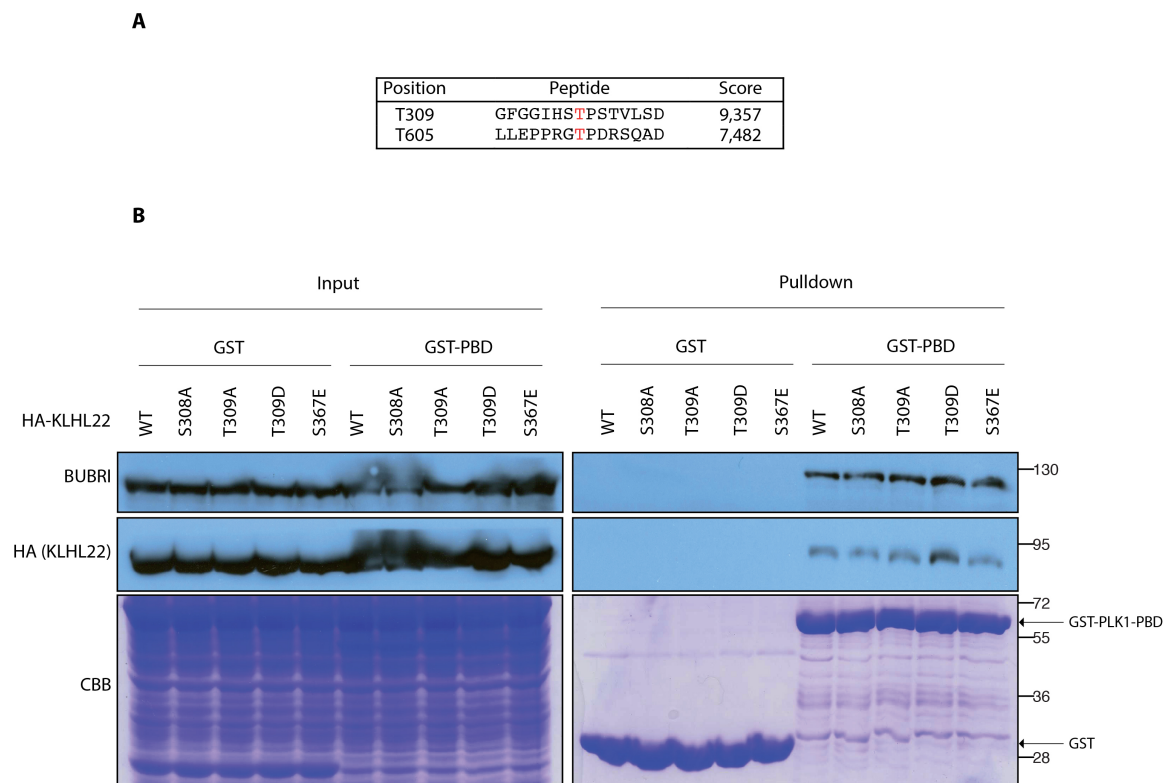 A
Position Peptide Score
T309 GFGGIHSTPSTVLSD 9,357
T605 LLEPPRGTPDRSQAD 7,482
B
Input Pulldown
GST GST-PBD GST GST-PBD
HA-KLHL22 WT S308A T309A T309D S367E WT S308A T309A T309D S367E WT S308A T309A T309D S367E WT S308A T309A T309D S367E
BUBRI 130
HA (KLHL22) 95
72
GST-PLK1-PBD
55
CBB
36
GST
28